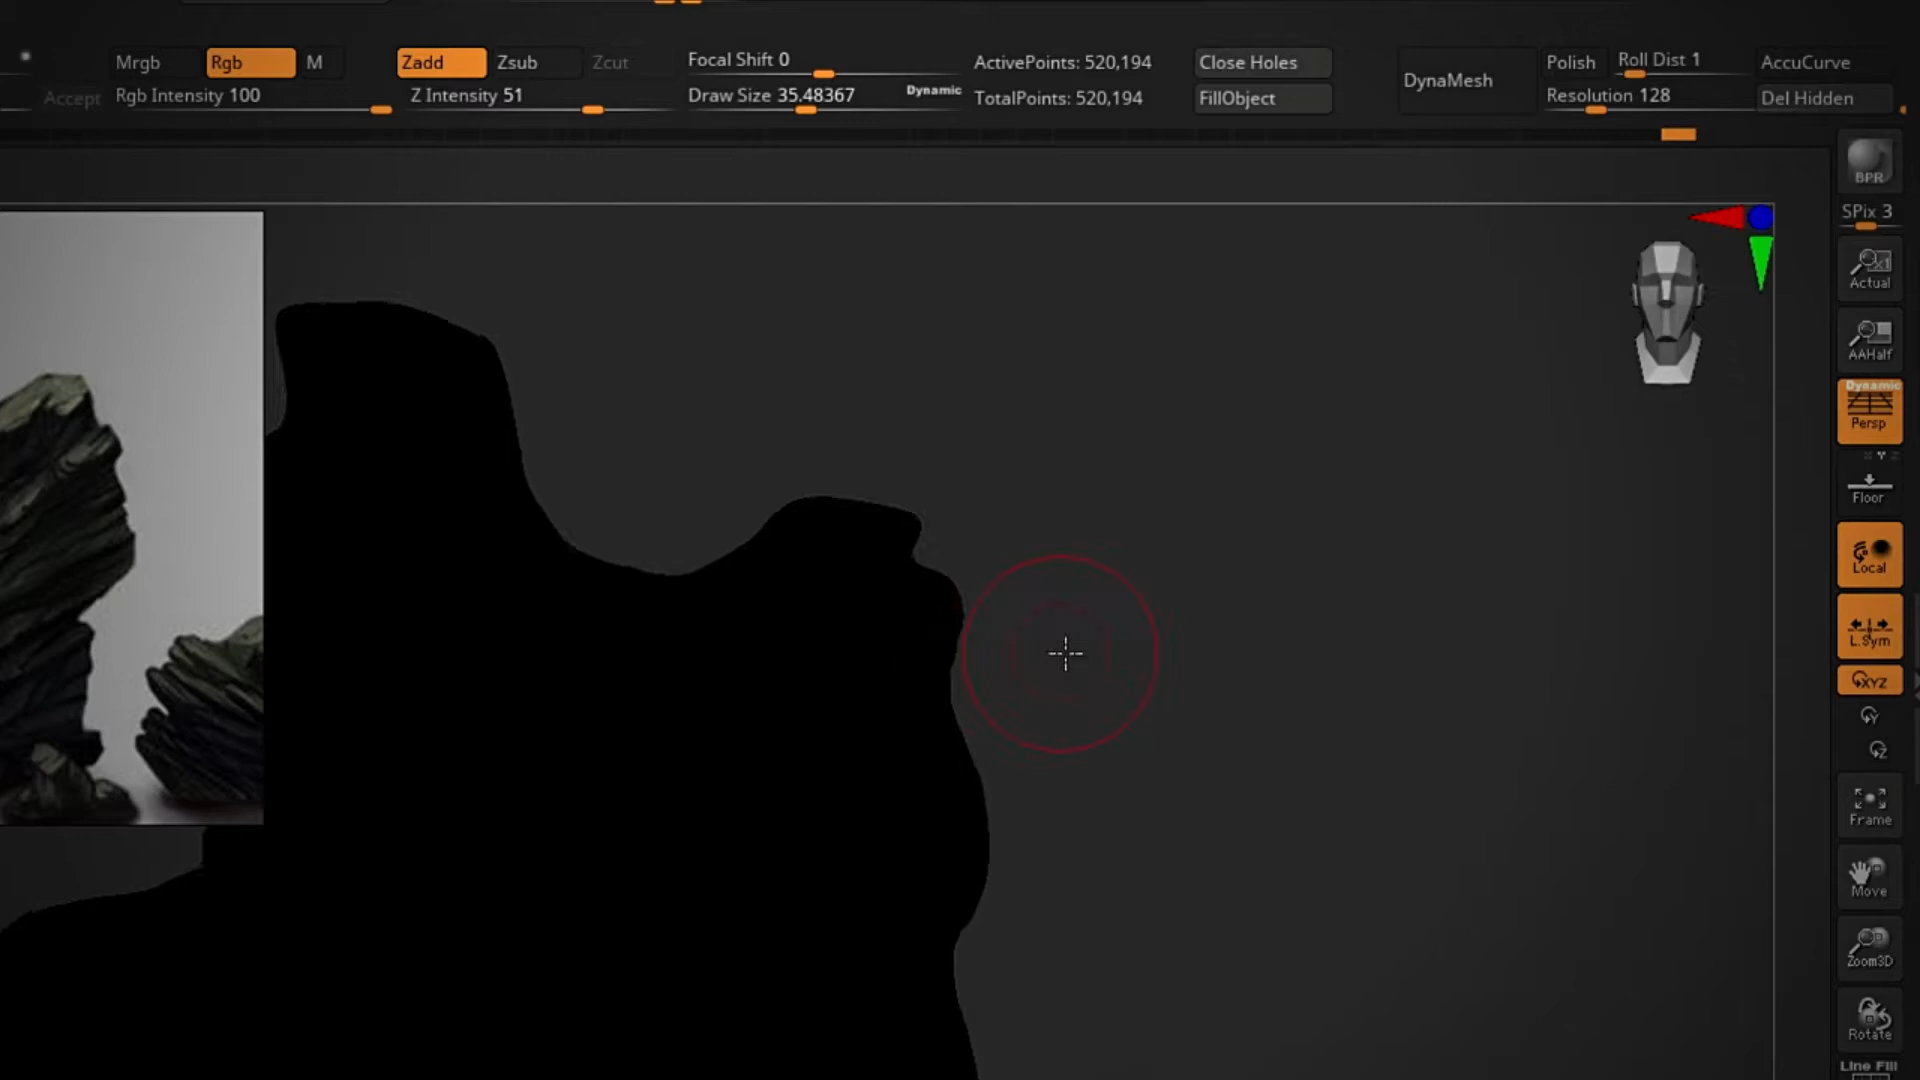 Mrgb Rgb M Zadd Zsub Zcut Focal Shift 0 ActivePoints: 520,194 Close Holes DynaMesh Polish Roll Dist 1 AccuCurve
Accept Rgb Intensity 100 Z Intensity 51 Draw Size 35.48367 Dynamic TotalPoints: 520,194 FillObject Resolution 128 Del Hidden
BPR
SPix 3
Actual
AAHalf
Dynamic
Persp
Floor
Local
L.Sym
XYZ
Y
Z
Frame
Move
Zoom3D
Rotate
Line Fill